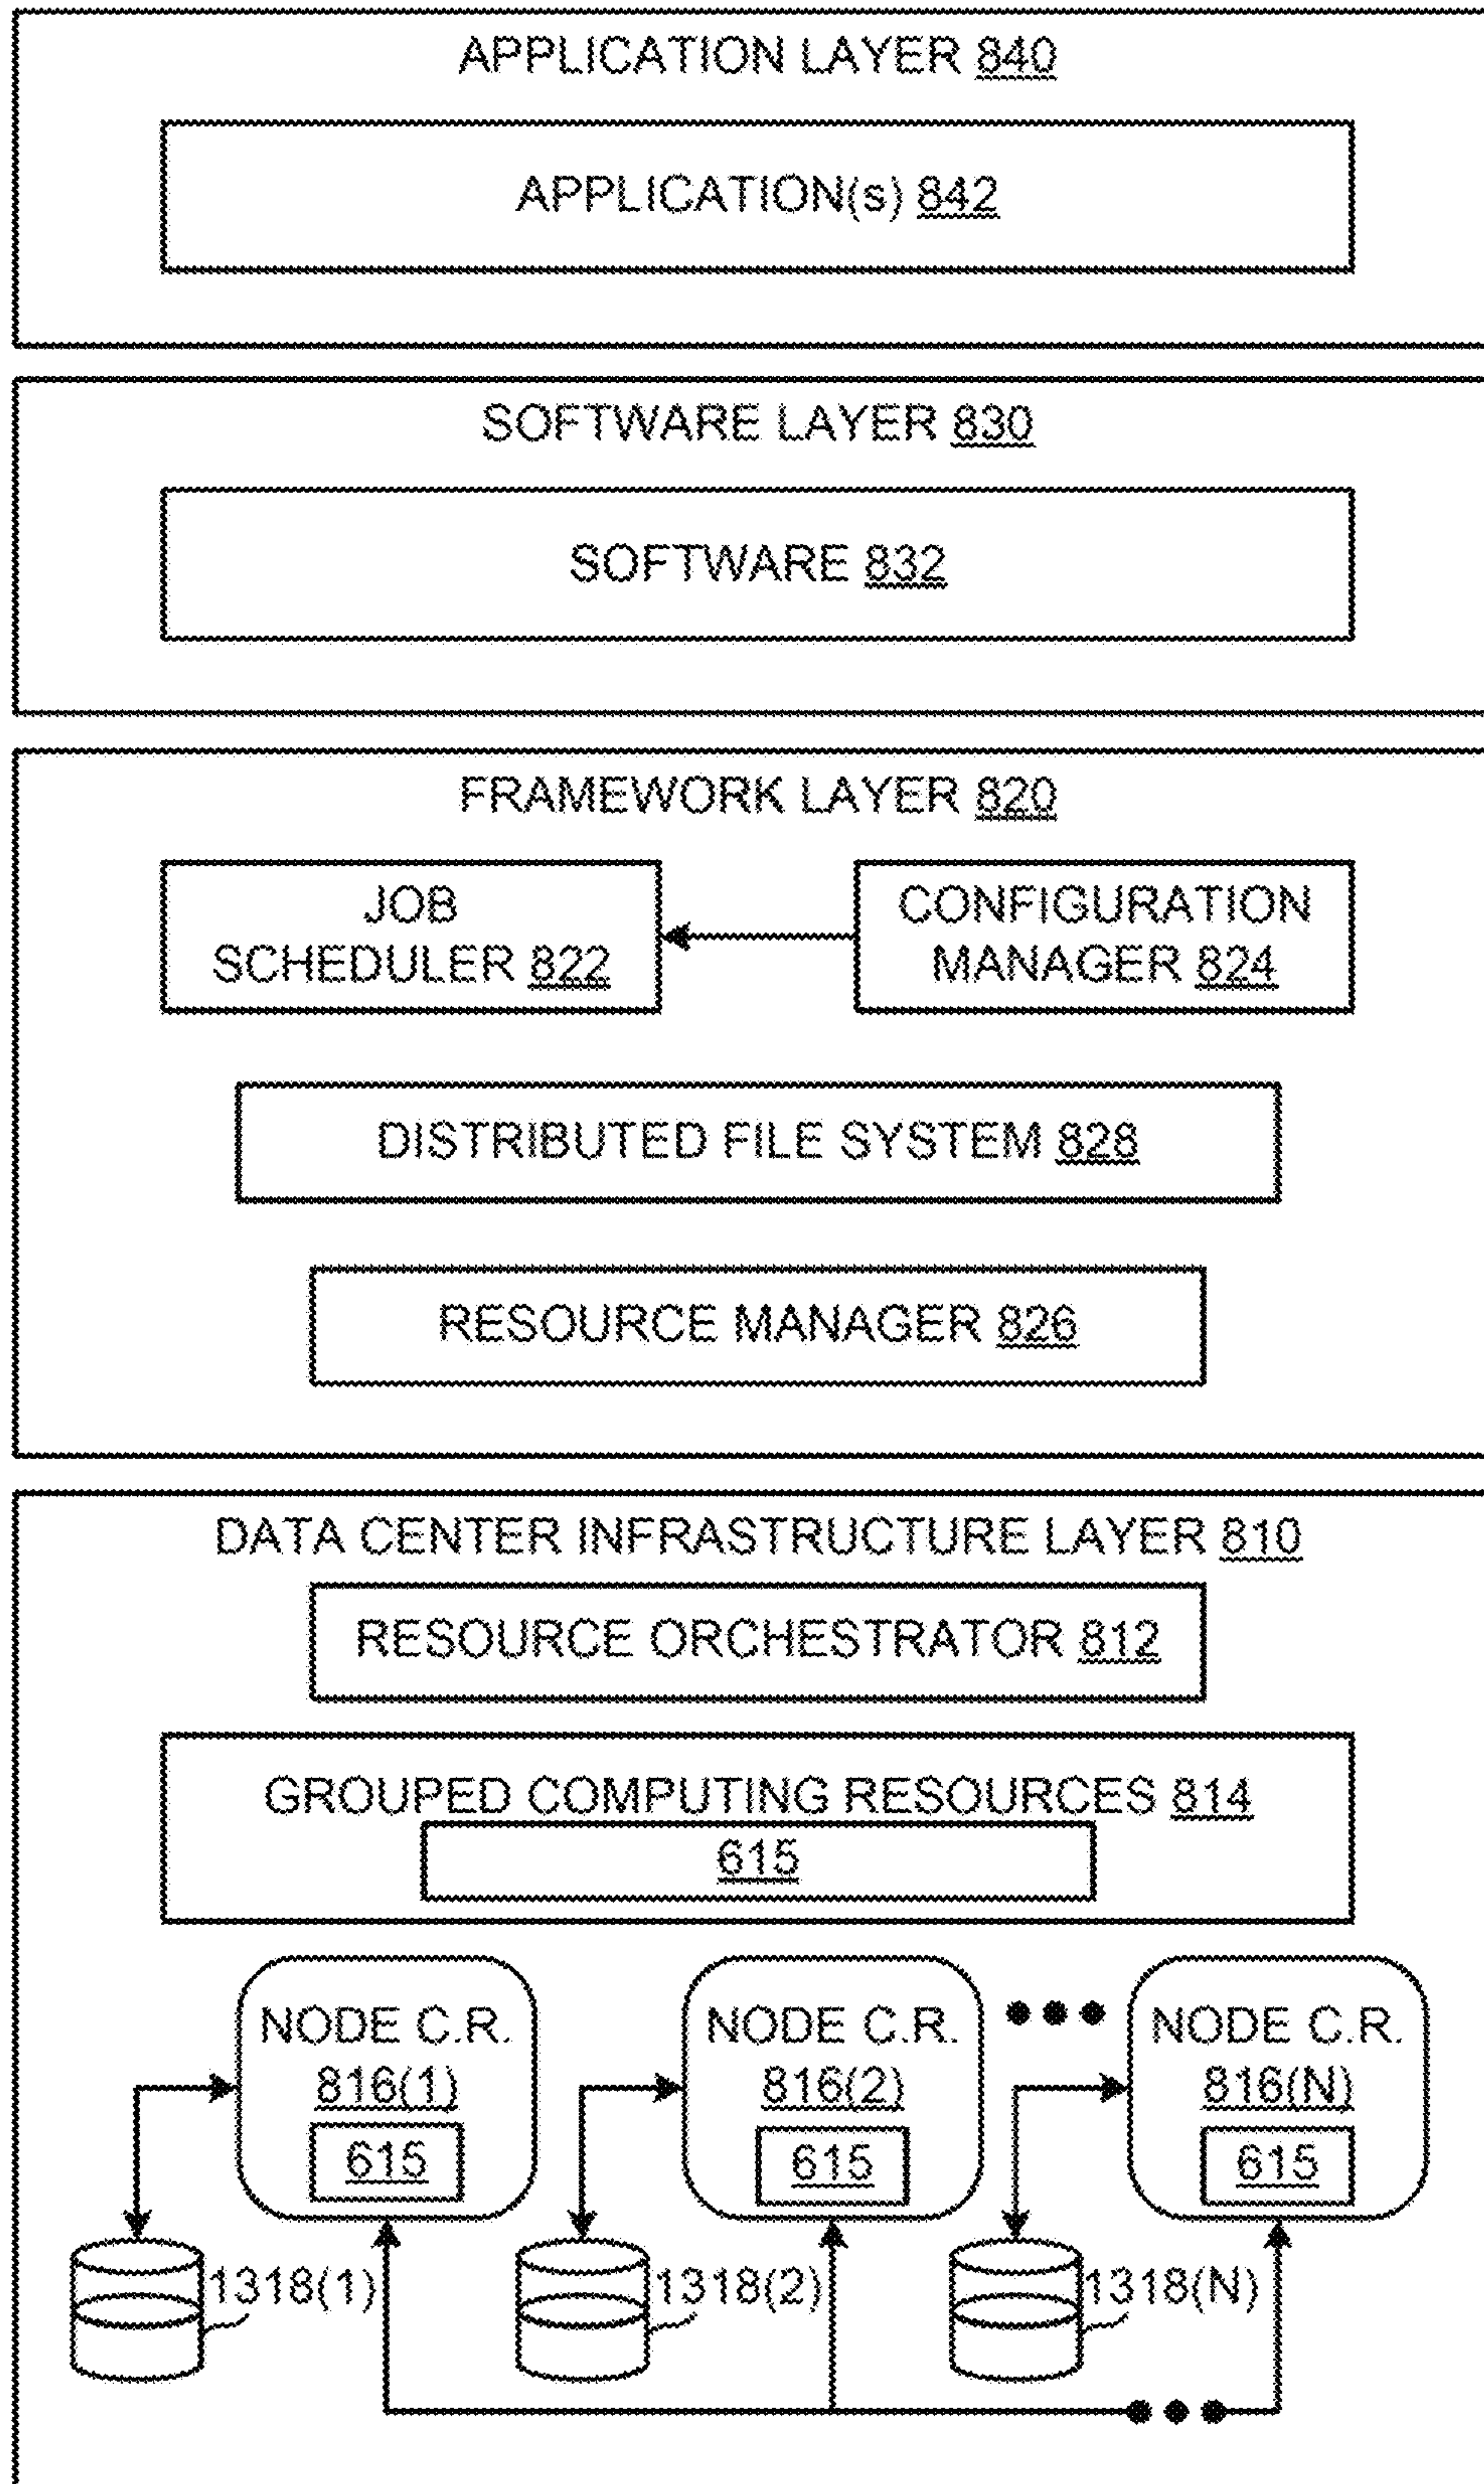 APPLICATION LAYER 840
APPLICATION(s) 842
SOFTWARE LAYER 830
SOFTWARE 832
FRAMEWORK LAYER 820
JOB
SCHEDULER 822
CONFIGURATION
MANAGER 824
DISTRIBUTED FILE SYSTEM 828
RESOURCE MANAGER 826
DATA CENTER INFRASTRUCTURE LAYER 810
RESOURCE ORCHESTRATOR 812
GROUPED COMPUTING RESOURCES 814
615
NODE C.R.
816(1)
615
NODE C.R.
816(2)
615
NODE C.R.
816(N)
615
1318(1)
1318(2)
1318(N)